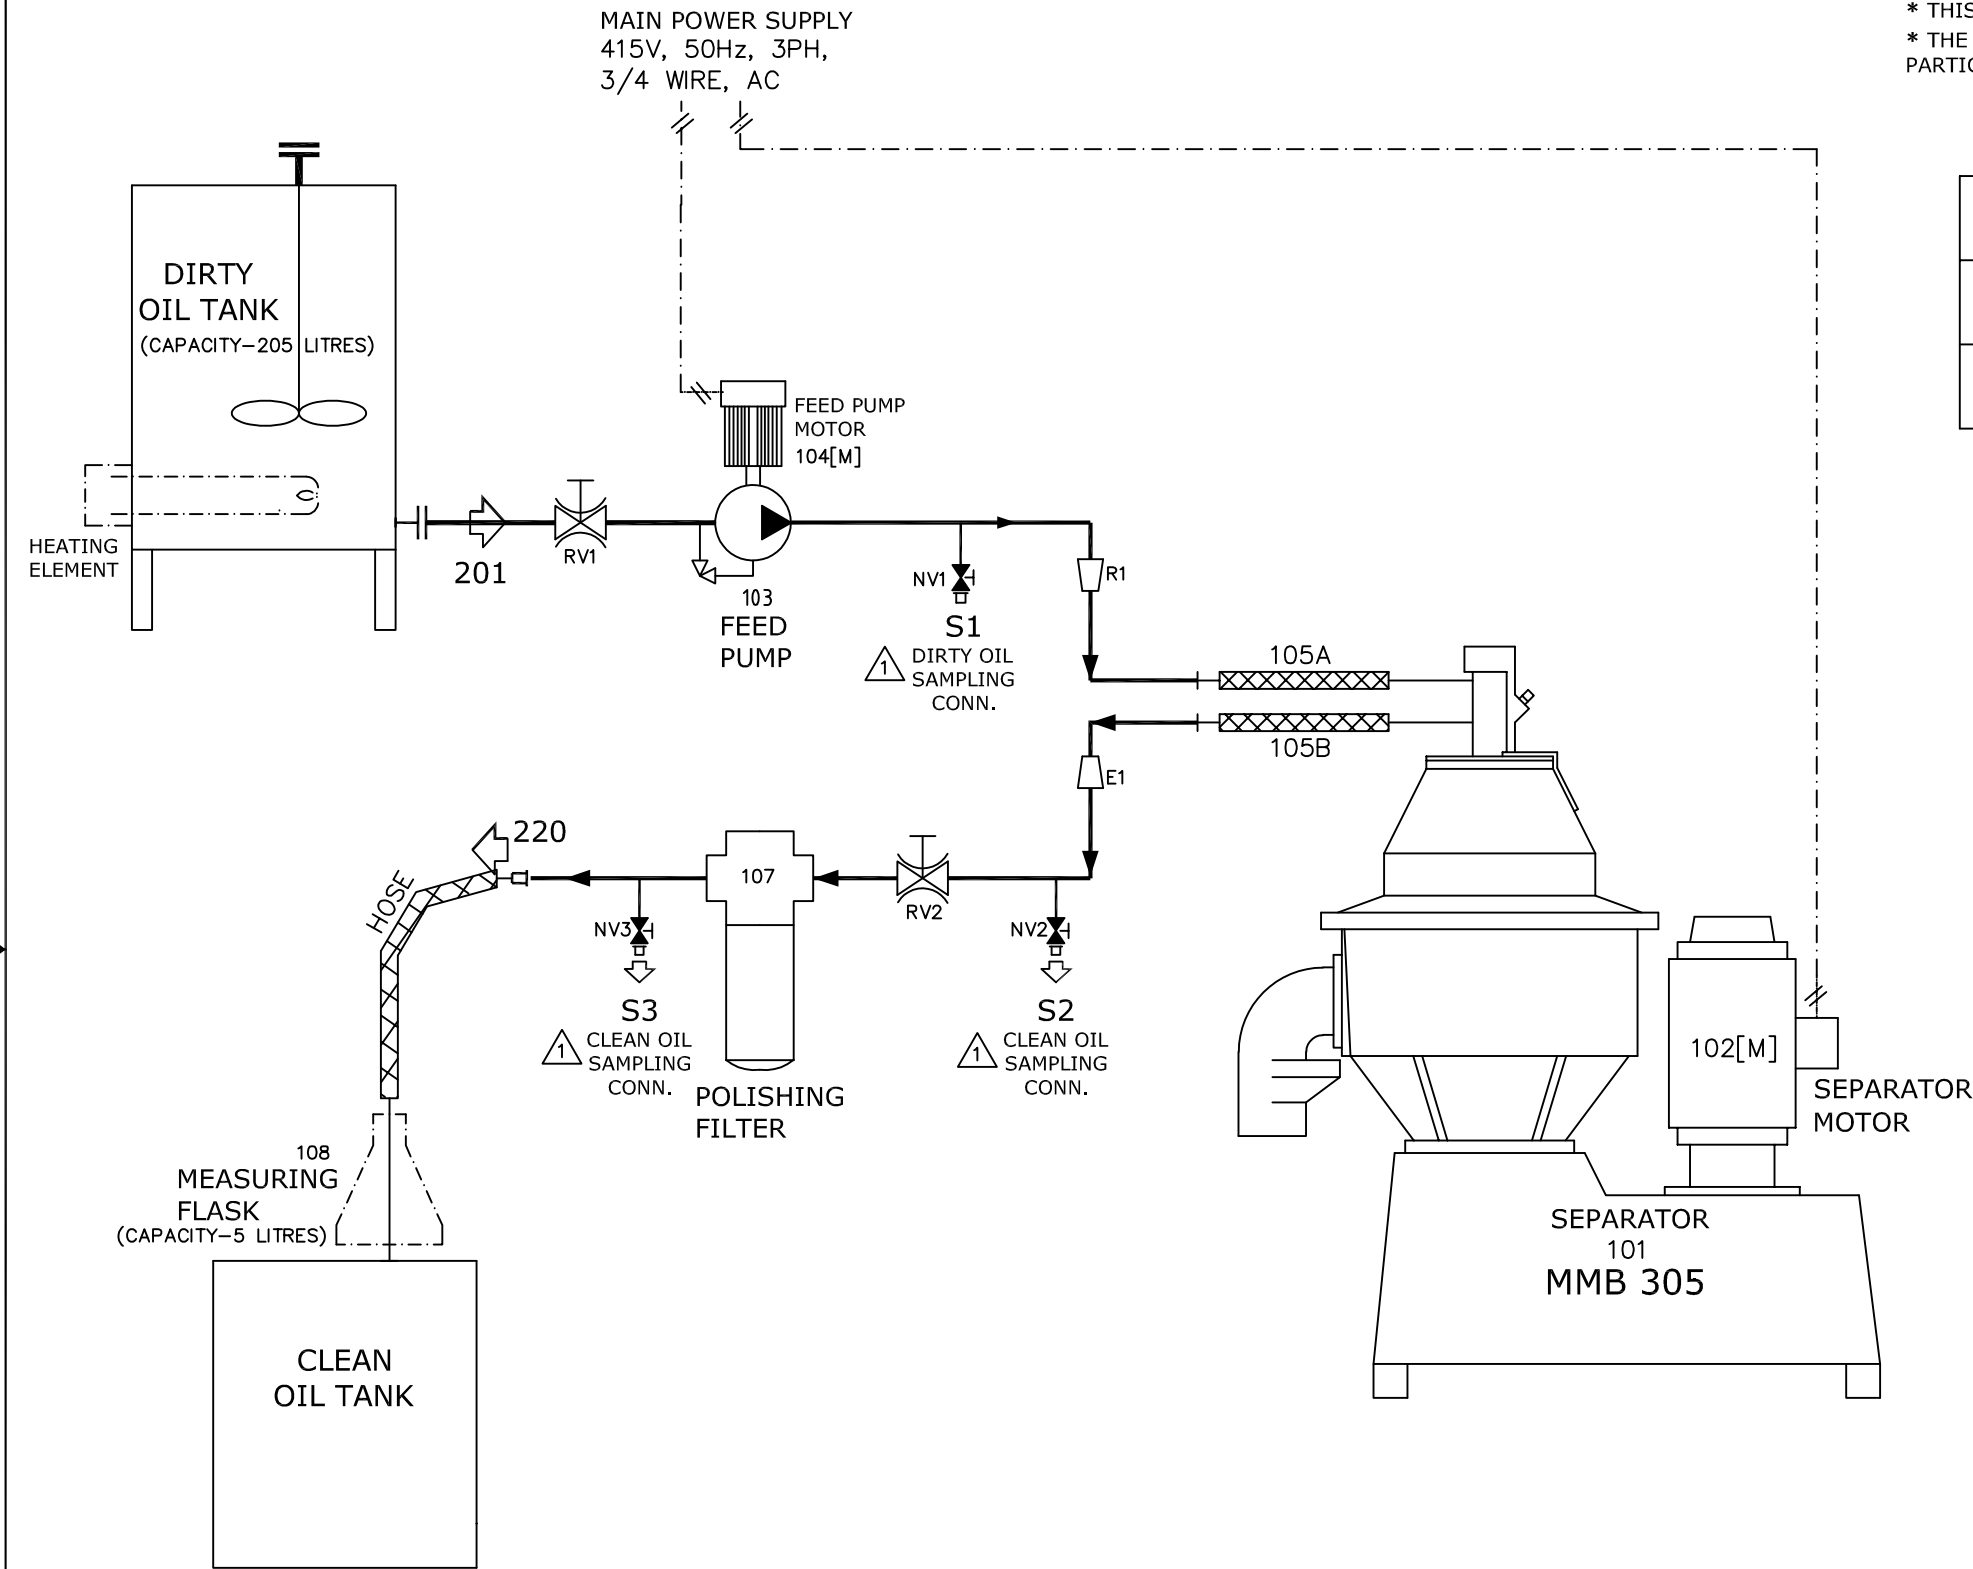 MAIN POWER SUPPLY
415V, 50Hz, 3PH,
3/4 WIRE, AC
* THIS
* THE
DIRTY
OIL TANK
(CAPACITY-205 LITRES)
HEATING
ELEMENT
201
RV1
FEED PUMP
MOTOR
104[M]
103
FEED
PUMP
NV1
S1
1
DIRTY OIL
SAMPLING
CONN.
R1
105A
105B
E1
220
HOSE
107
RV2
NV3
S3
1
CLEAN OIL
SAMPLING
CONN.
NV2
S2
1
CLEAN OIL
SAMPLING
CONN.
POLISHING
FILTER
108
MEASURING
FLASK
(CAPACITY-5 LITRES)
CLEAN
OIL TANK
102[M]
SEPARATOR
MOTOR
SEPARATOR
101
MMB 305